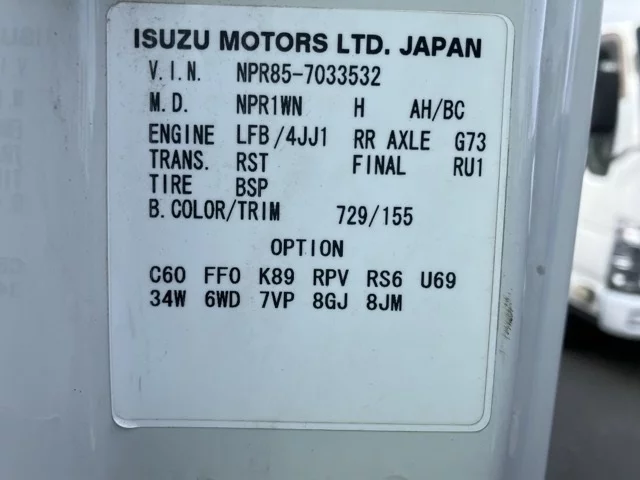 ISUZU MOTORS LTD. JAPAN
V.I.N. NPR85-7033532
M.D. NPR1WN H AH/BC
ENGINE LFB/4JJ1 RR AXLE G73
TRANS. RST FINAL RU1
TIRE BSP
B.COLOR/TRIM 729/155
OPTION
C60 FF0 K89 RPV RS6 U69
34W 6WD 7VP 8GJ 8JM